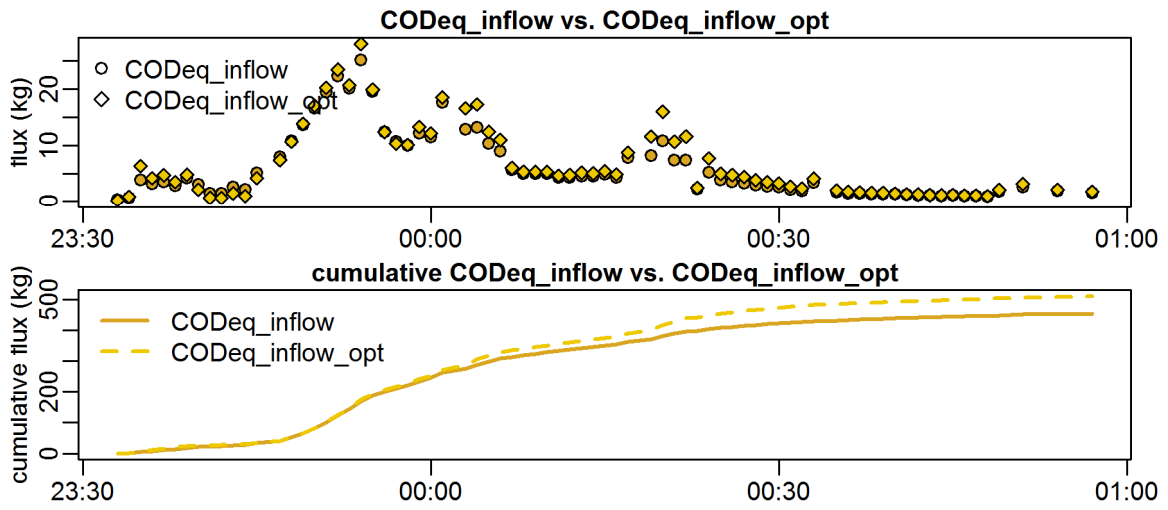 CODeq_inflow vs. CODeq_inflow_opt
flux (kg)
20
10
0
CODeq_inflow
CODeq_inflow_opt
23:30 00:00 00:30 01:00
cumulative CODeq_inflow vs. CODeq_inflow_opt
cumulative flux (kg)
500
200
0
CODeq_inflow
CODeq_inflow_opt
23:30 00:00 00:30 01:00